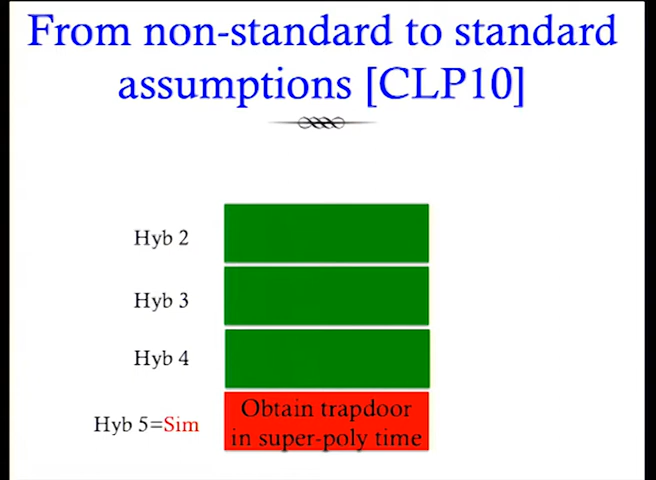 From non-standard to standard
assumptions [CLP10]
Hyb 2
Hyb 3
Hyb 4
Hyb 5=Sim
Obtain trapdoor
in super-poly time